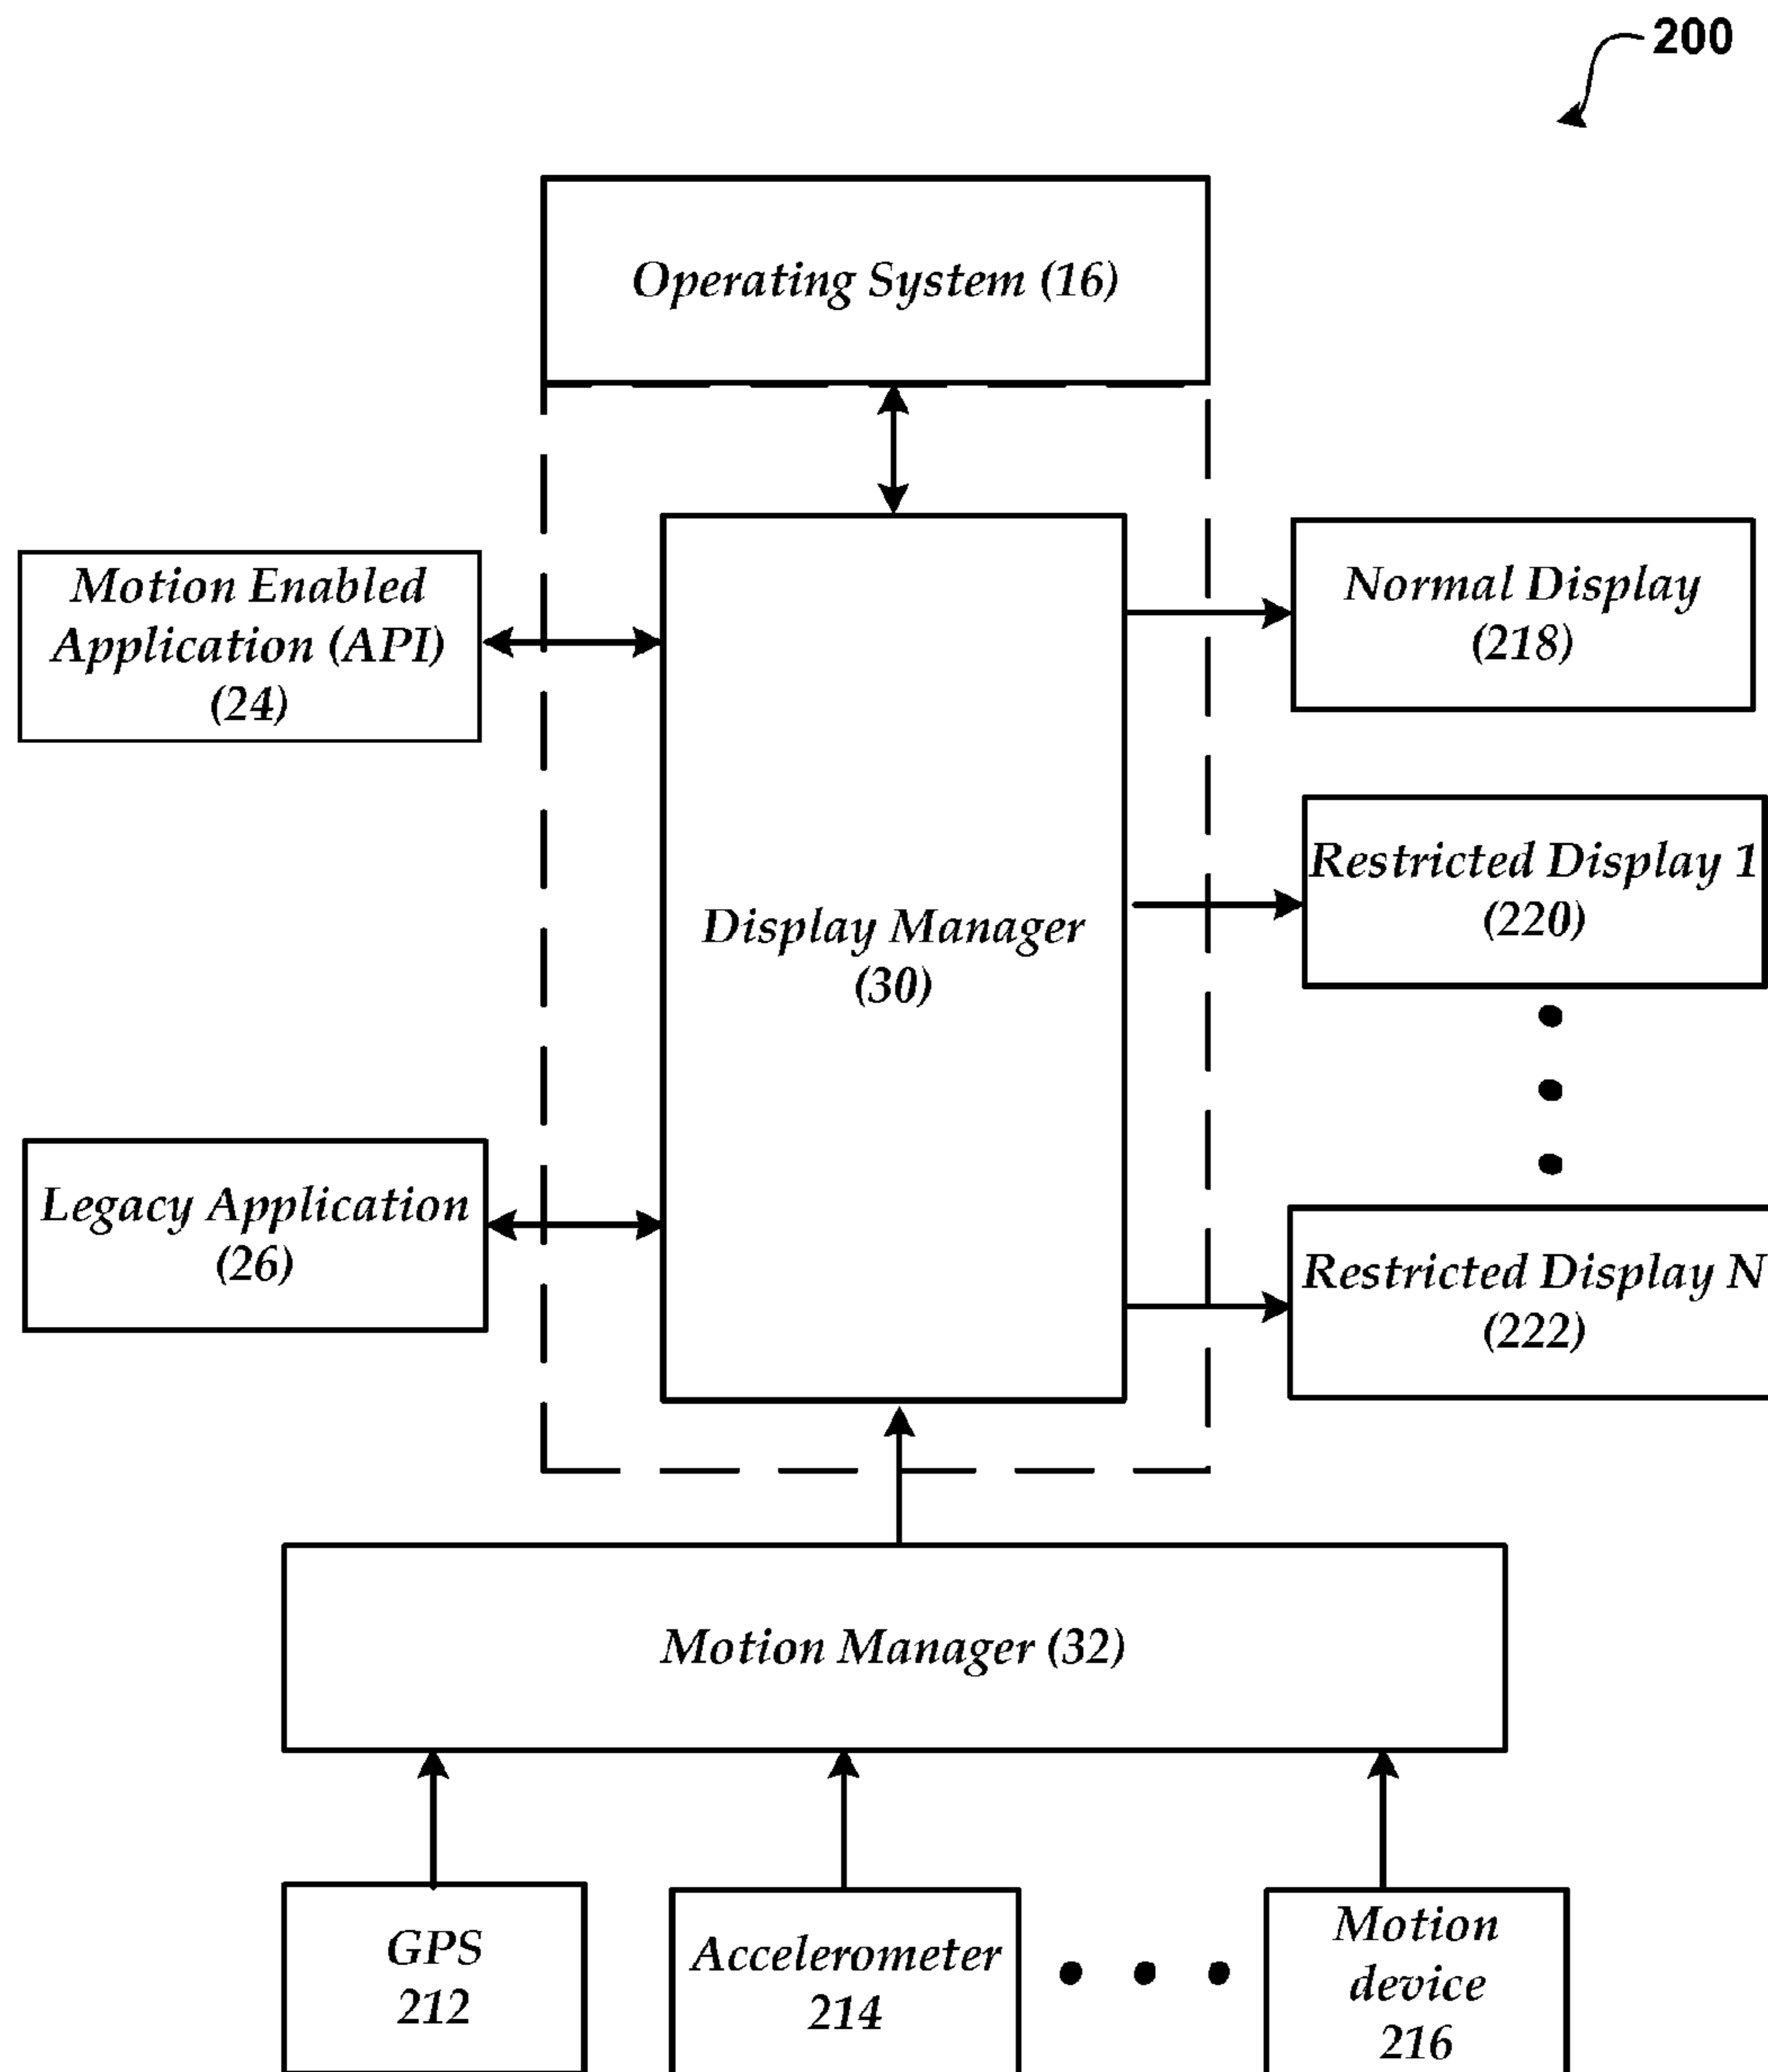 200
Operating System (16)
Motion Enabled
Application (API)
(24)
Normal Display
(218)
Restricted Display 1
(220)
Display Manager
(30)
Legacy Application
(26)
Restricted Display N
(222)
Motion Manager (32)
GPS
212
Accelerometer
214
Motion
device
216